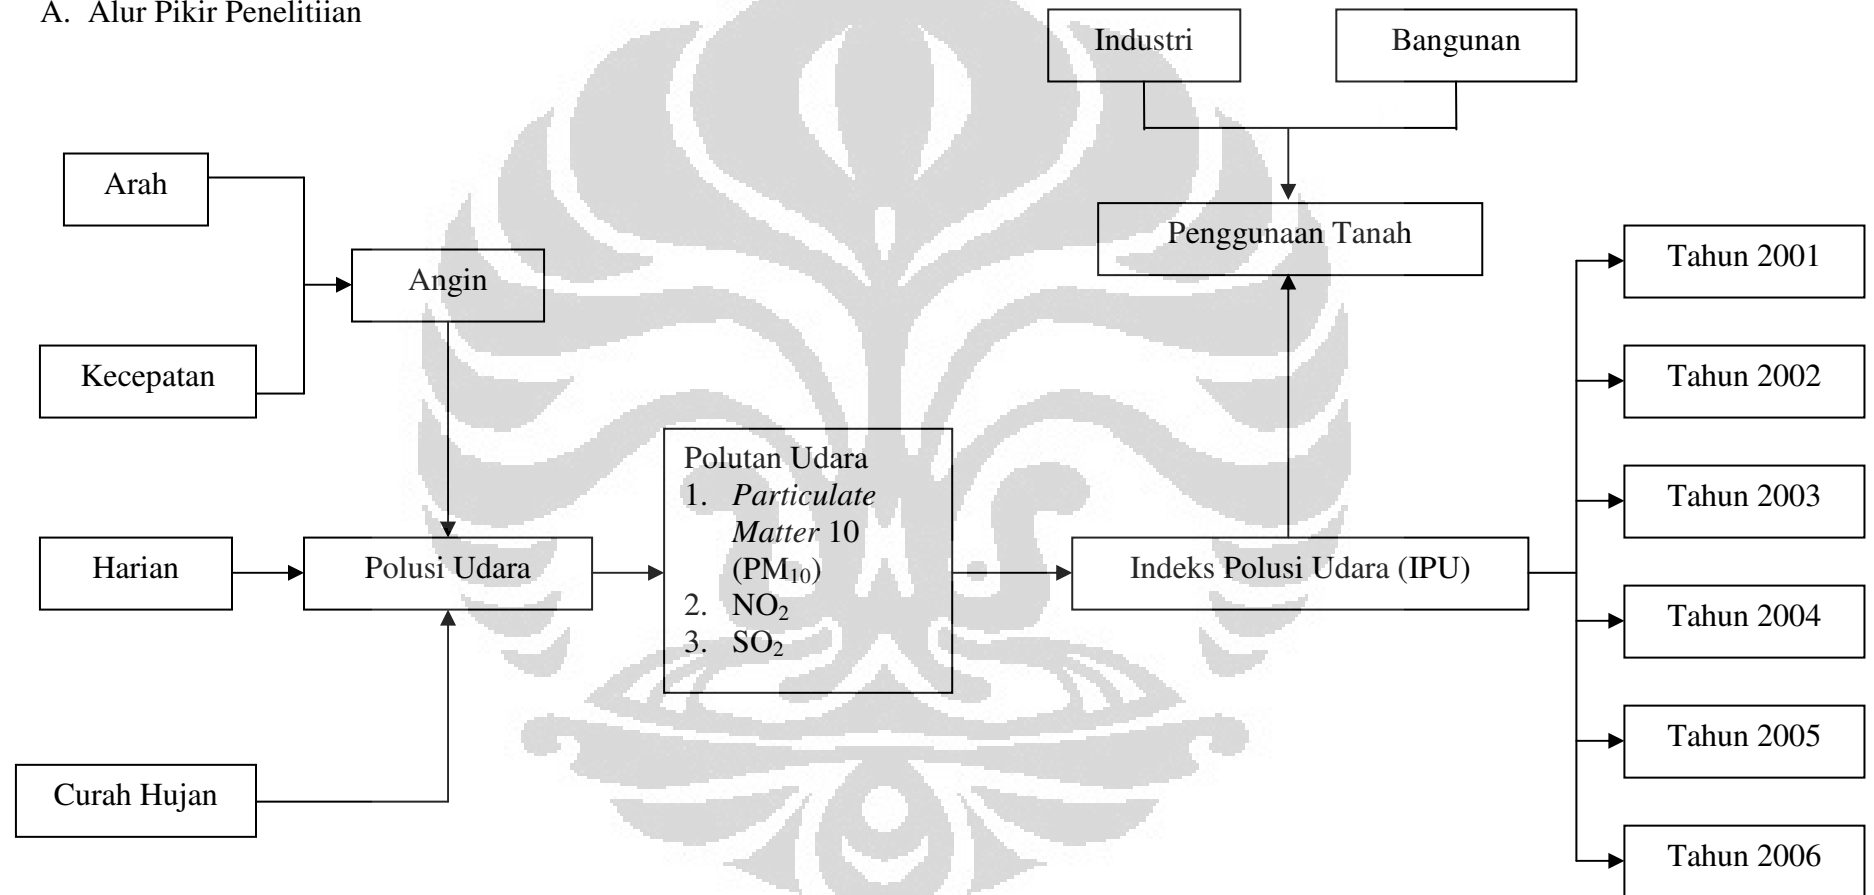 A. Alur Pikir Penelitiian
Industri
Bangunan
Arah
Penggunaan Tanah
Angin
Kecepatan
Tahun 2001
Tahun 2002
Polutan Udara
1. Particulate
Matter 10
(PM₁₀)
2. NO₂
3. SO₂
Tahun 2003
Harian
Polusi Udara
Indeks Polusi Udara (IPU)
Tahun 2004
Tahun 2005
Curah Hujan
Tahun 2006